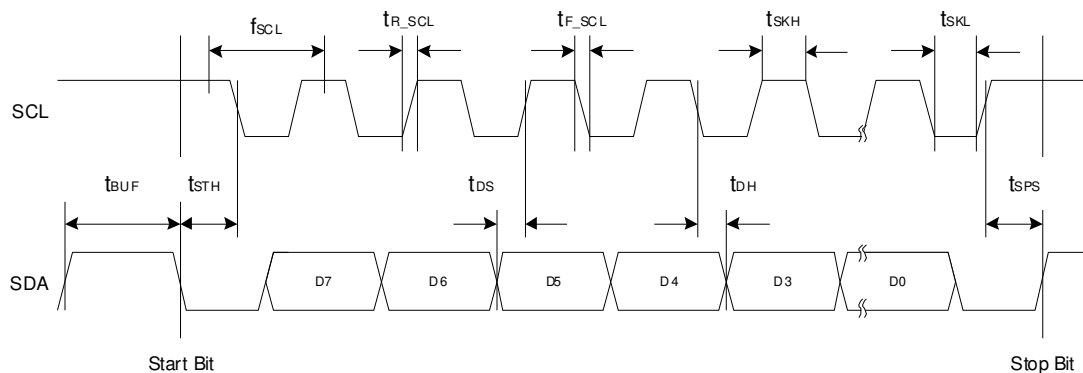 fSCL tR_SCL tF_SCL tSKH tSKL
SCL
tBUF tSTH tDS tDH tSPS
SDA D7 D6 D5 D4 D3 D0
Start Bit Stop Bit